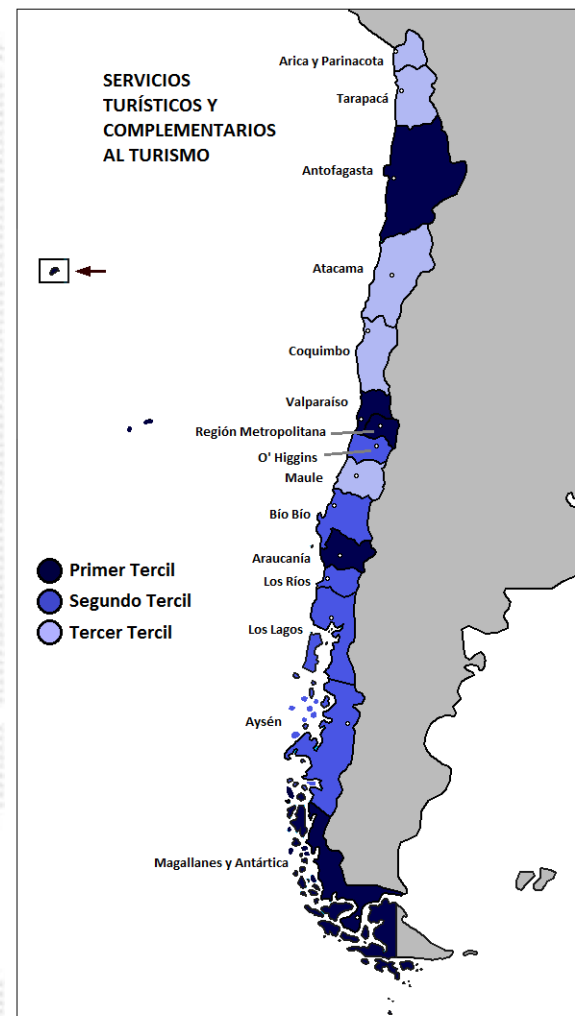 SERVICIOS
TURÍSTICOS Y
COMPLEMENTARIOS
AL TURISMO
Arica y Parinacota
Tarapacá
Antofagasta
Atacama
Coquimbo
Valparaíso
Región Metropolitana
O' Higgins
Maule
Bío Bío
Araucanía
Los Ríos
Los Lagos
Aysén
Magallanes y Antártica
Primer Tercil
Segundo Tercil
Tercer Tercil